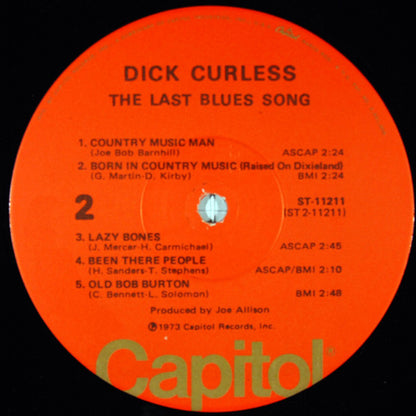 DICK CURLESS
THE LAST BLUES SONG
1. COUNTRY MUSIC MAN
(Joe Bob Barnhill) ASCAP 2:24
2. BORN IN COUNTRY MUSIC (Raised On Dixieland)
(G. Martin-D. Kirby) BMI 2:24
2
ST-11211
(ST2-11211)
3. LAZY BONES
(J. Mercer-H. Carmichael) ASCAP 2:45
4. BEEN THERE PEOPLE
(H. Sanders-T. Stephens) ASCAP/BMI 2:10
5. OLD BOB BURTON
(C. Bennett-L. Solomon) BMI 2:48
Produced by Joe Allison
℗©1973 Capitol Records, Inc.
Capitol